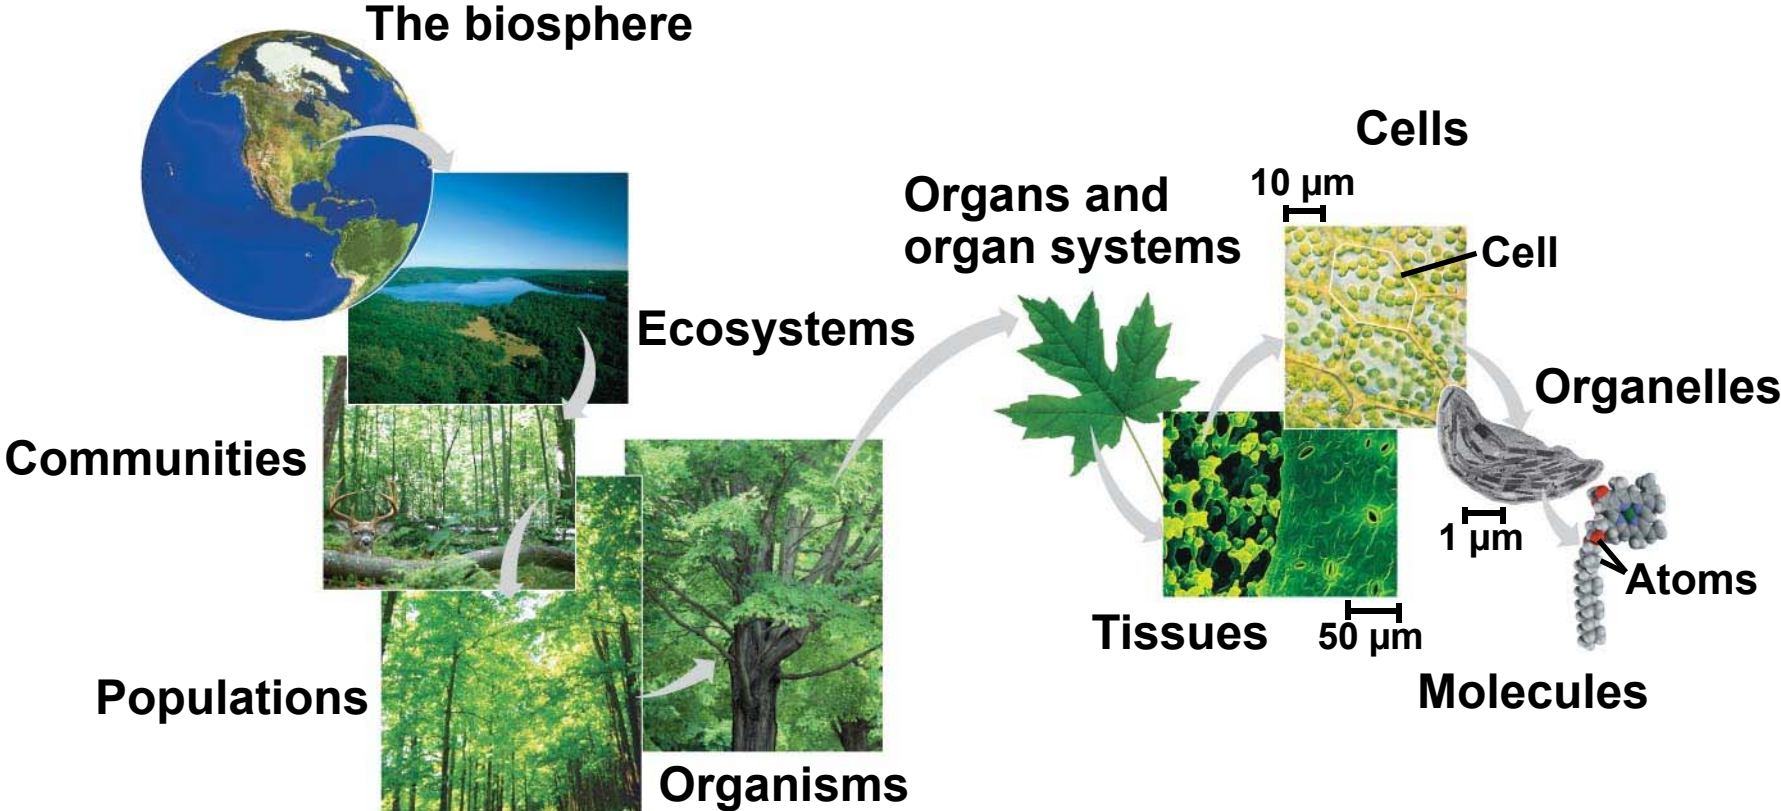 The biosphere
Ecosystems
Communities
Populations
Organisms
Organs and
organ systems
Tissues
50 µm
Cells
10 µm
Cell
Organelles
1 µm
Atoms
Molecules